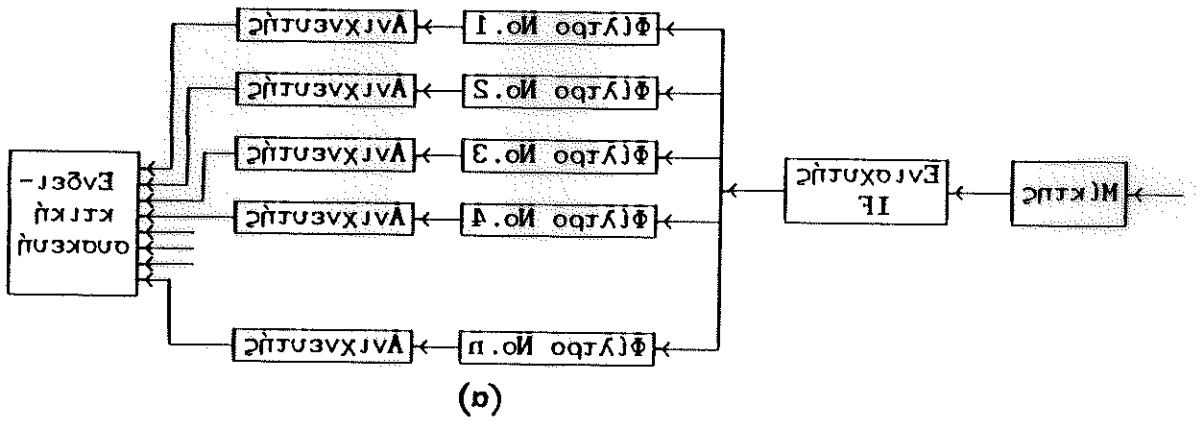 Μίκτης
Ενισχυτής
IF
Φίλτρο No.1
Ανιχνευτής
Φίλτρο No.2
Ανιχνευτής
Φίλτρο No.3
Ανιχνευτής
Φίλτρο No.4
Ανιχνευτής
Φίλτρο No.n
Ανιχνευτής
Ενδει-
κτική
συσκευή
(α)